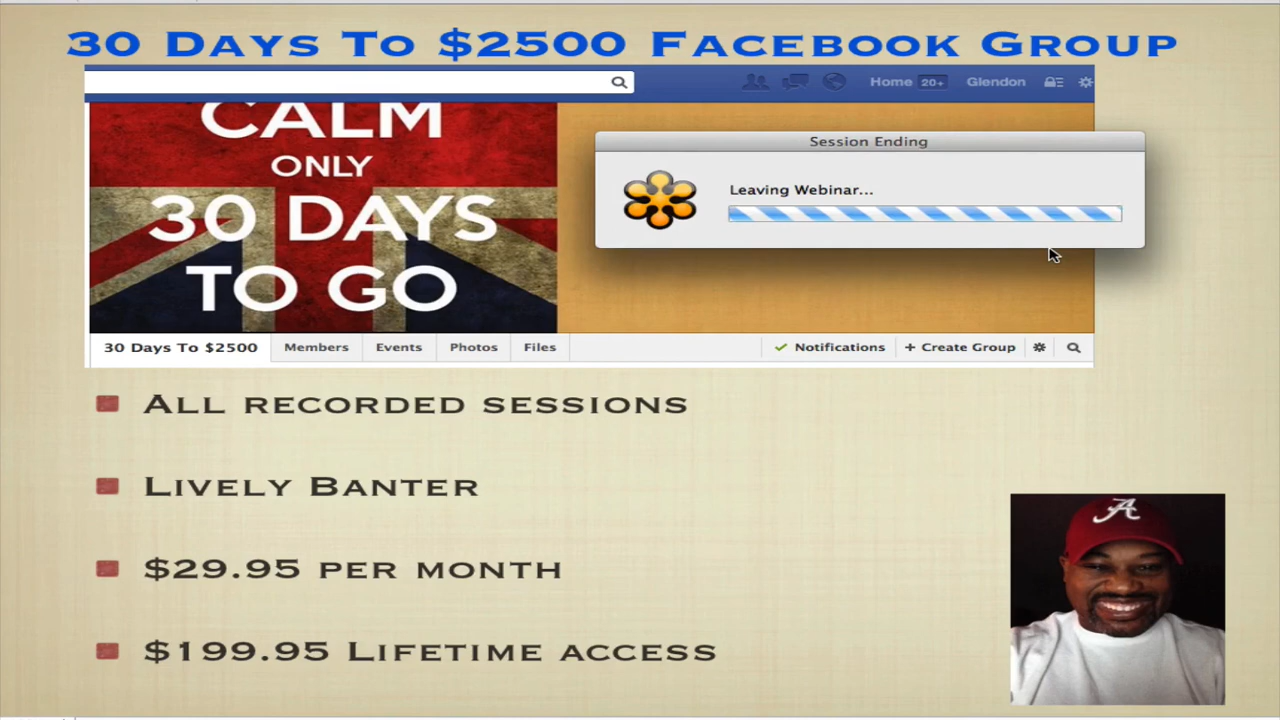 30 Days To $2500 Facebook Group
Home 20+ Glendon
CALM
ONLY
30 DAYS
TO GO
Session Ending
Leaving Webinar...
30 Days To $2500 Members Events Photos Files Notifications + Create Group
All recorded sessions
Lively Banter
$29.95 per month
$199.95 Lifetime access
A